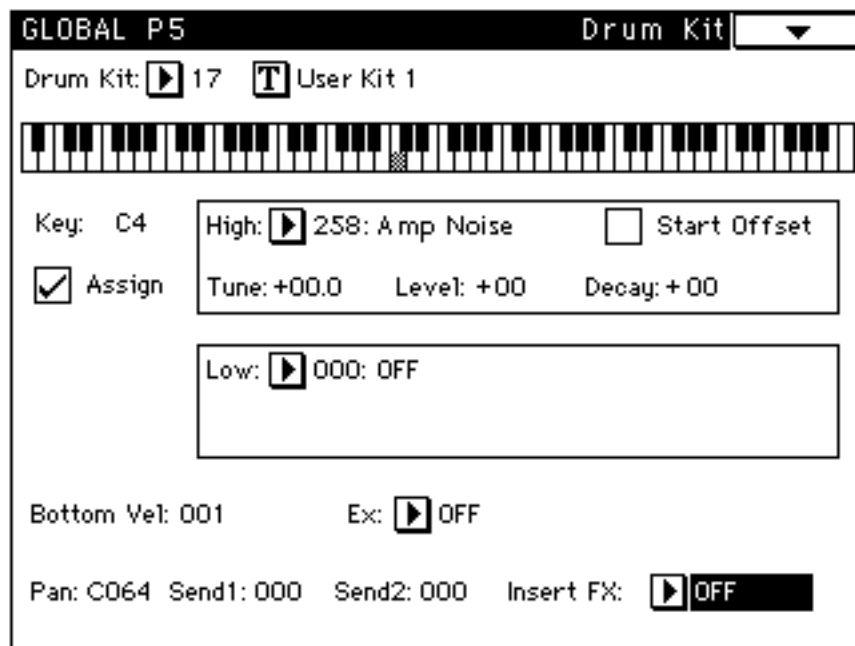 GLOBAL P5 Drum Kit
Drum Kit: 17 T User Kit 1
Key: C4 High: 258: Amp Noise Start Offset
Assign Tune: +00.0 Level: +00 Decay: +00
Low: 000: OFF
Bottom Vel: 001 Ex: OFF
Pan: C064 Send1: 000 Send2: 000 Insert FX: OFF